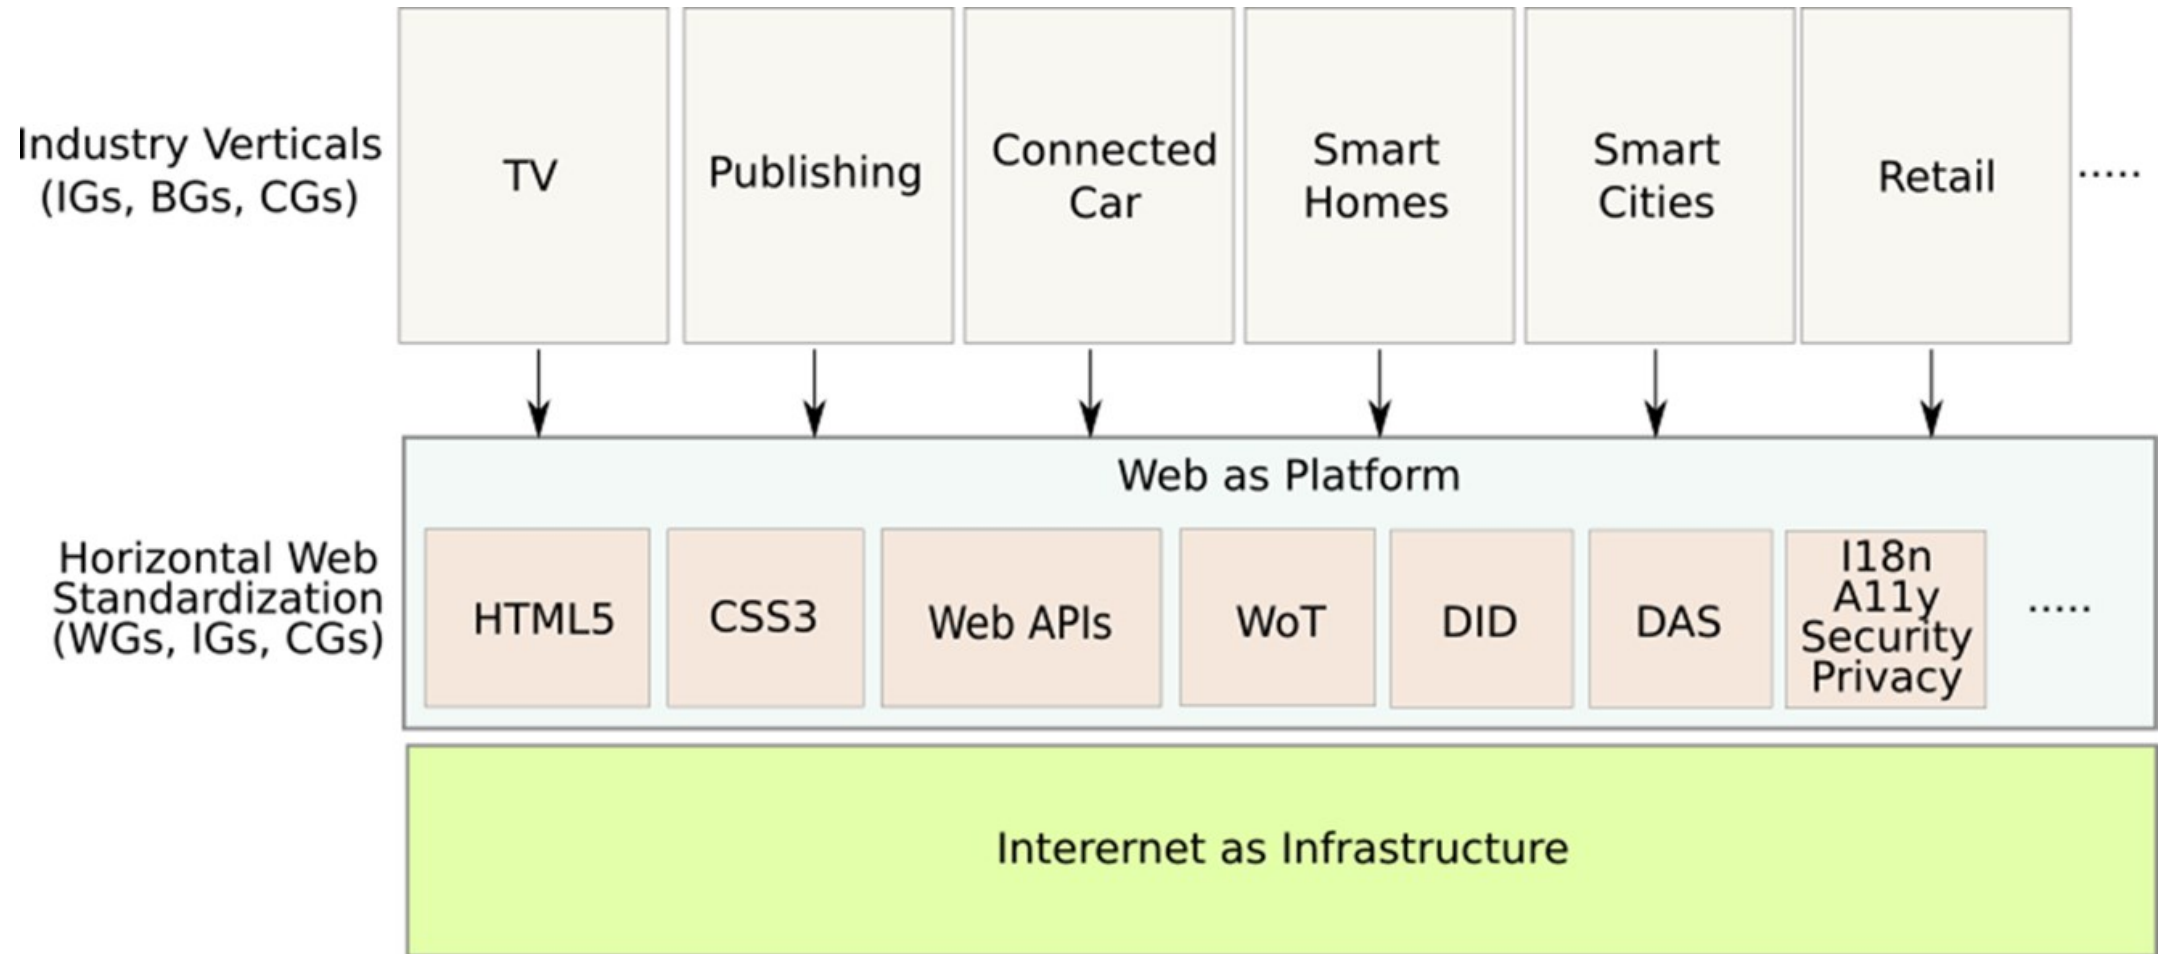 Industry Verticals
(IGs, BGs, CGs)
TV
Publishing
Connected
Car
Smart
Homes
Smart
Cities
Retail
.....
Web as Platform
Horizontal Web
Standardization
(WGs, IGs, CGs)
HTML5
CSS3
Web APIs
WoT
DID
DAS
I18n
A11y
Security
Privacy
.....
Interernet as Infrastructure